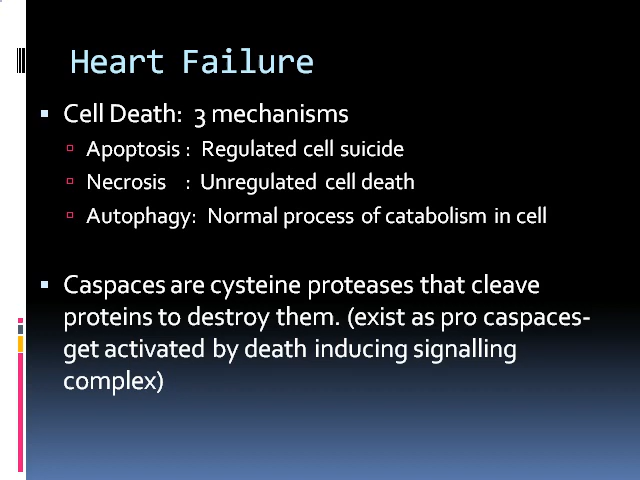 Heart Failure
Cell Death: 3 mechanisms
Apoptosis : Regulated cell suicide
Necrosis : Unregulated cell death
Autophagy: Normal process of catabolism in cell
Caspaces are cysteine proteases that cleave
proteins to destroy them. (exist as pro caspaces-
get activated by death inducing signalling
complex)